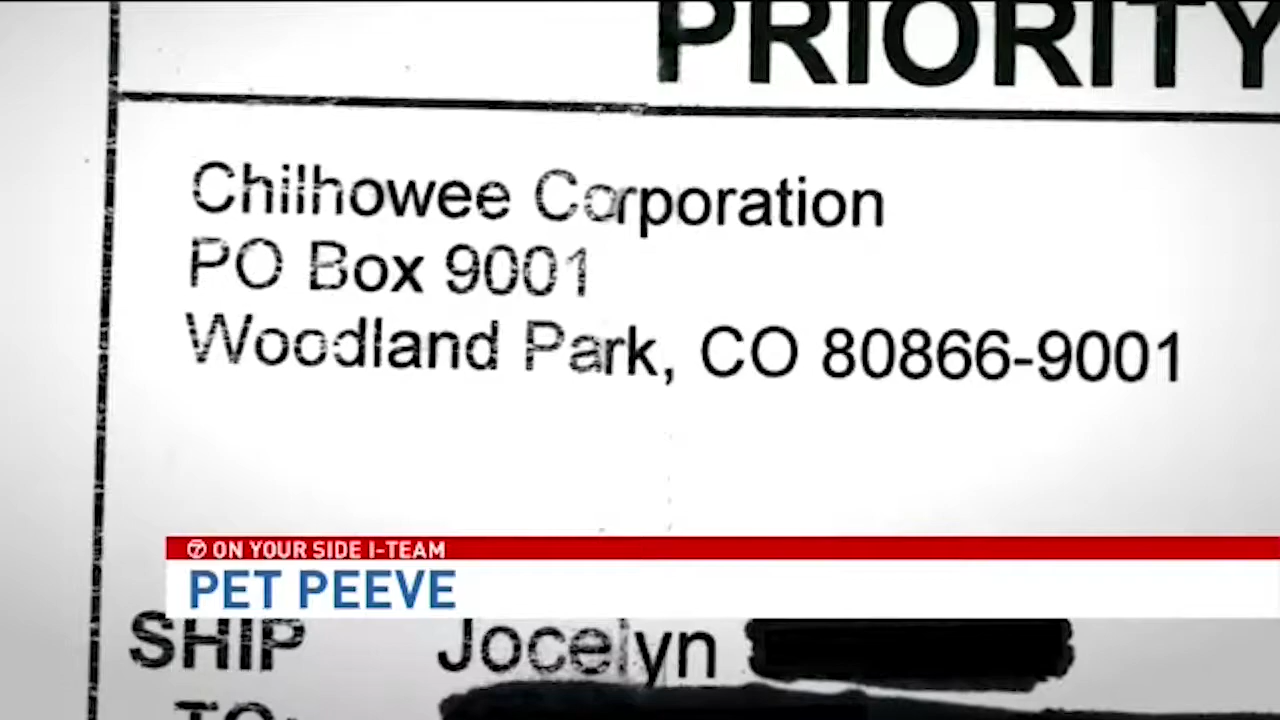 PRIORITY
Chilhowee Corporation
PO Box 9001
Woodland Park, CO 80866-9001
7 ON YOUR SIDE I-TEAM
PET PEEVE
SHIP Jocelyn
TO: